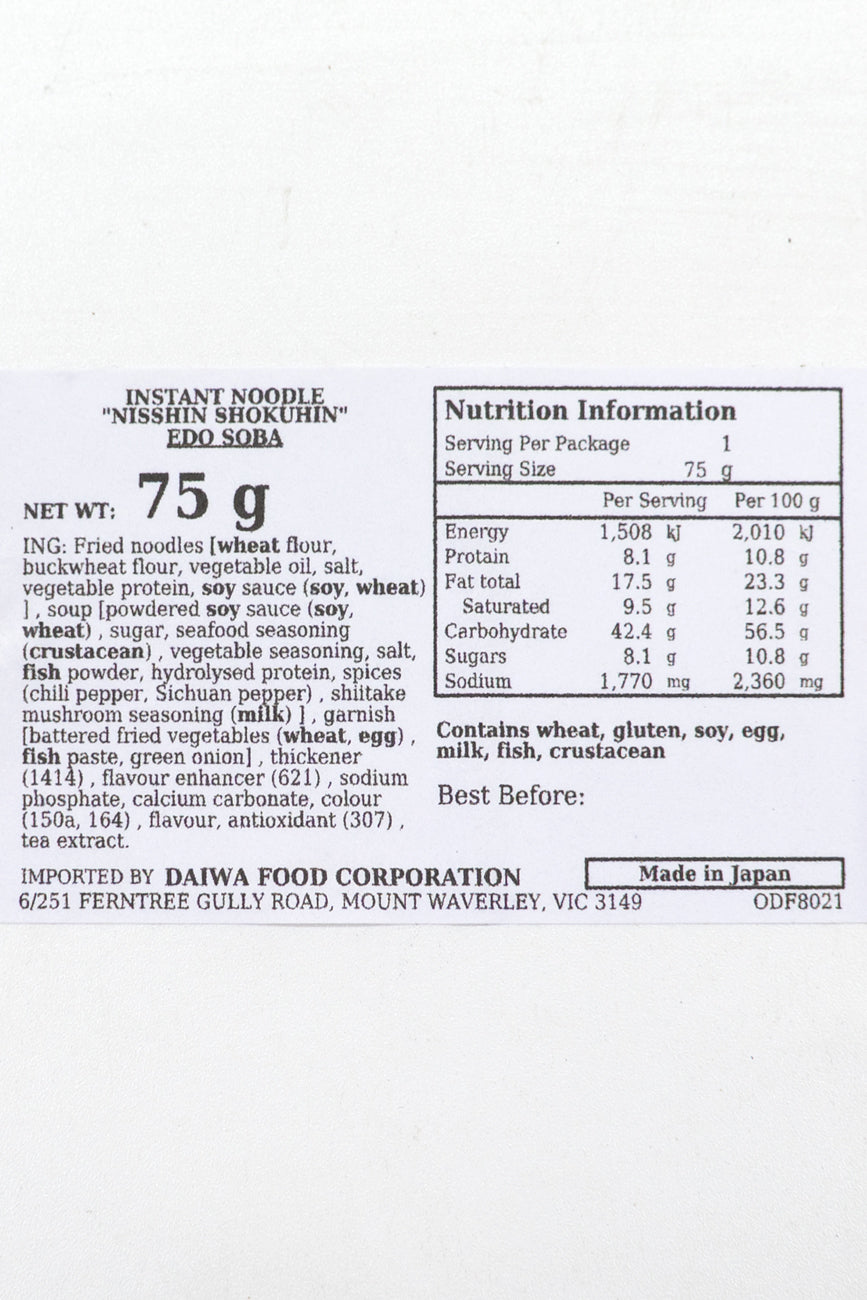 INSTANT NOODLE
"NISSHIN SHOKUHIN"
EDO SOBA
NET WT: 75 g
ING: Fried noodles [wheat flour,
buckwheat flour, vegetable oil, salt,
vegetable protein, soy sauce (soy, wheat)
] , soup [powdered soy sauce (soy,
wheat) , sugar, seafood seasoning
(crustacean) , vegetable seasoning, salt,
fish powder, hydrolysed protein, spices
(chili pepper, Sichuan pepper) , shiitake
mushroom seasoning (milk) ] , garnish
[battered fried vegetables (wheat, egg) ,
fish paste, green onion] , thickener
(1414) , flavour enhancer (621) , sodium
phosphate, calcium carbonate, colour
(150a, 164) , flavour, antioxidant (307) ,
tea extract.
Nutrition Information
Serving Per Package 1
Serving Size 75 g
Per Serving Per 100 g
Energy 1,508 kJ 2,010 kJ
Protein 8.1 g 10.8 g
Fat total 17.5 g 23.3 g
Saturated 9.5 g 12.6 g
Carbohydrate 42.4 g 56.5 g
Sugars 8.1 g 10.8 g
Sodium 1,770 mg 2,360 mg
Contains wheat, gluten, soy, egg,
milk, fish, crustacean
Best Before:
IMPORTED BY DAIWA FOOD CORPORATION
6/251 FERNTREE GULLY ROAD, MOUNT WAVERLEY, VIC 3149
Made in Japan
ODF8021